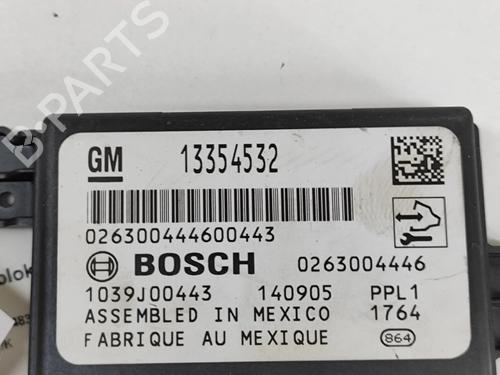 B-PARTS
GM 13354532
026300444600443
BOSCH 0263004446
1039J00443 140905 PPL1
ASSEMBLED IN MEXICO 1764
FABRIQUE AU MEXIQUE 864